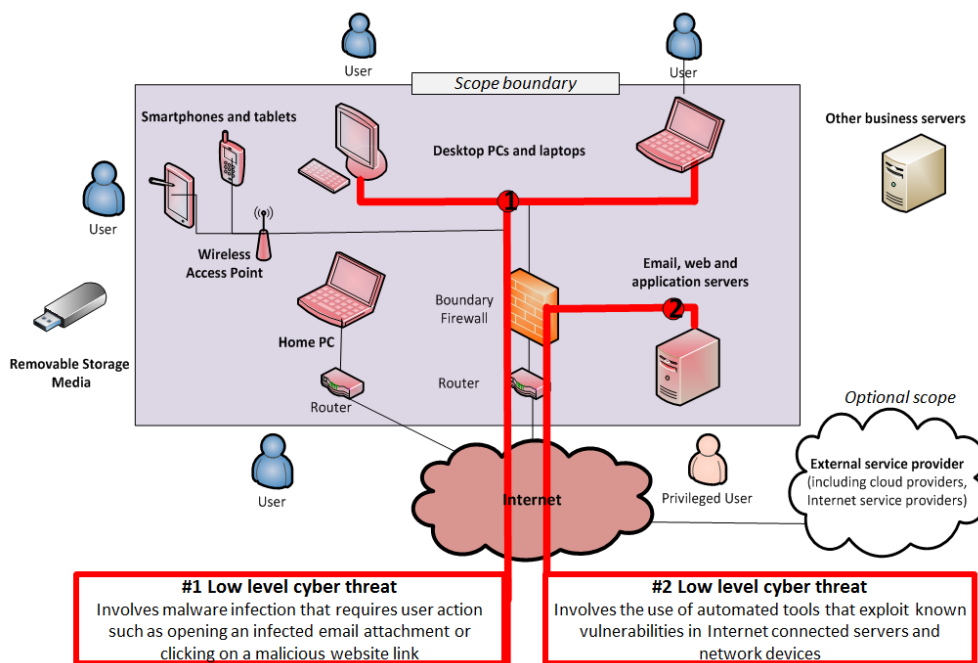 User
User
Scope boundary
Smartphones and tablets
Desktop PCs and laptops
Other business servers
1
User
Wireless
Access Point
Email, web and
application servers
Boundary
Firewall
2
Removable Storage
Media
Home PC
Router
Router
Optional scope
User
Internet
Privileged User
External service provider
(including cloud providers,
Internet service providers)
#1 Low level cyber threat
Involves malware infection that requires user action
such as opening an infected email attachment or
clicking on a malicious website link
#2 Low level cyber threat
Involves the use of automated tools that exploit known
vulnerabilities in Internet connected servers and
network devices